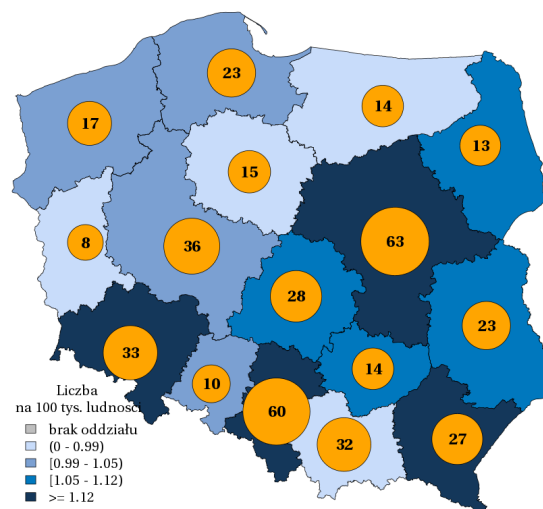 23
14
17
13
15
8
36
63
28
23
33
14
10
60
32
27
Liczba
na 100 tys. ludności
brak oddziału
(0 - 0.99)
[0.99 - 1.05)
[1.05 - 1.12)
>= 1.12